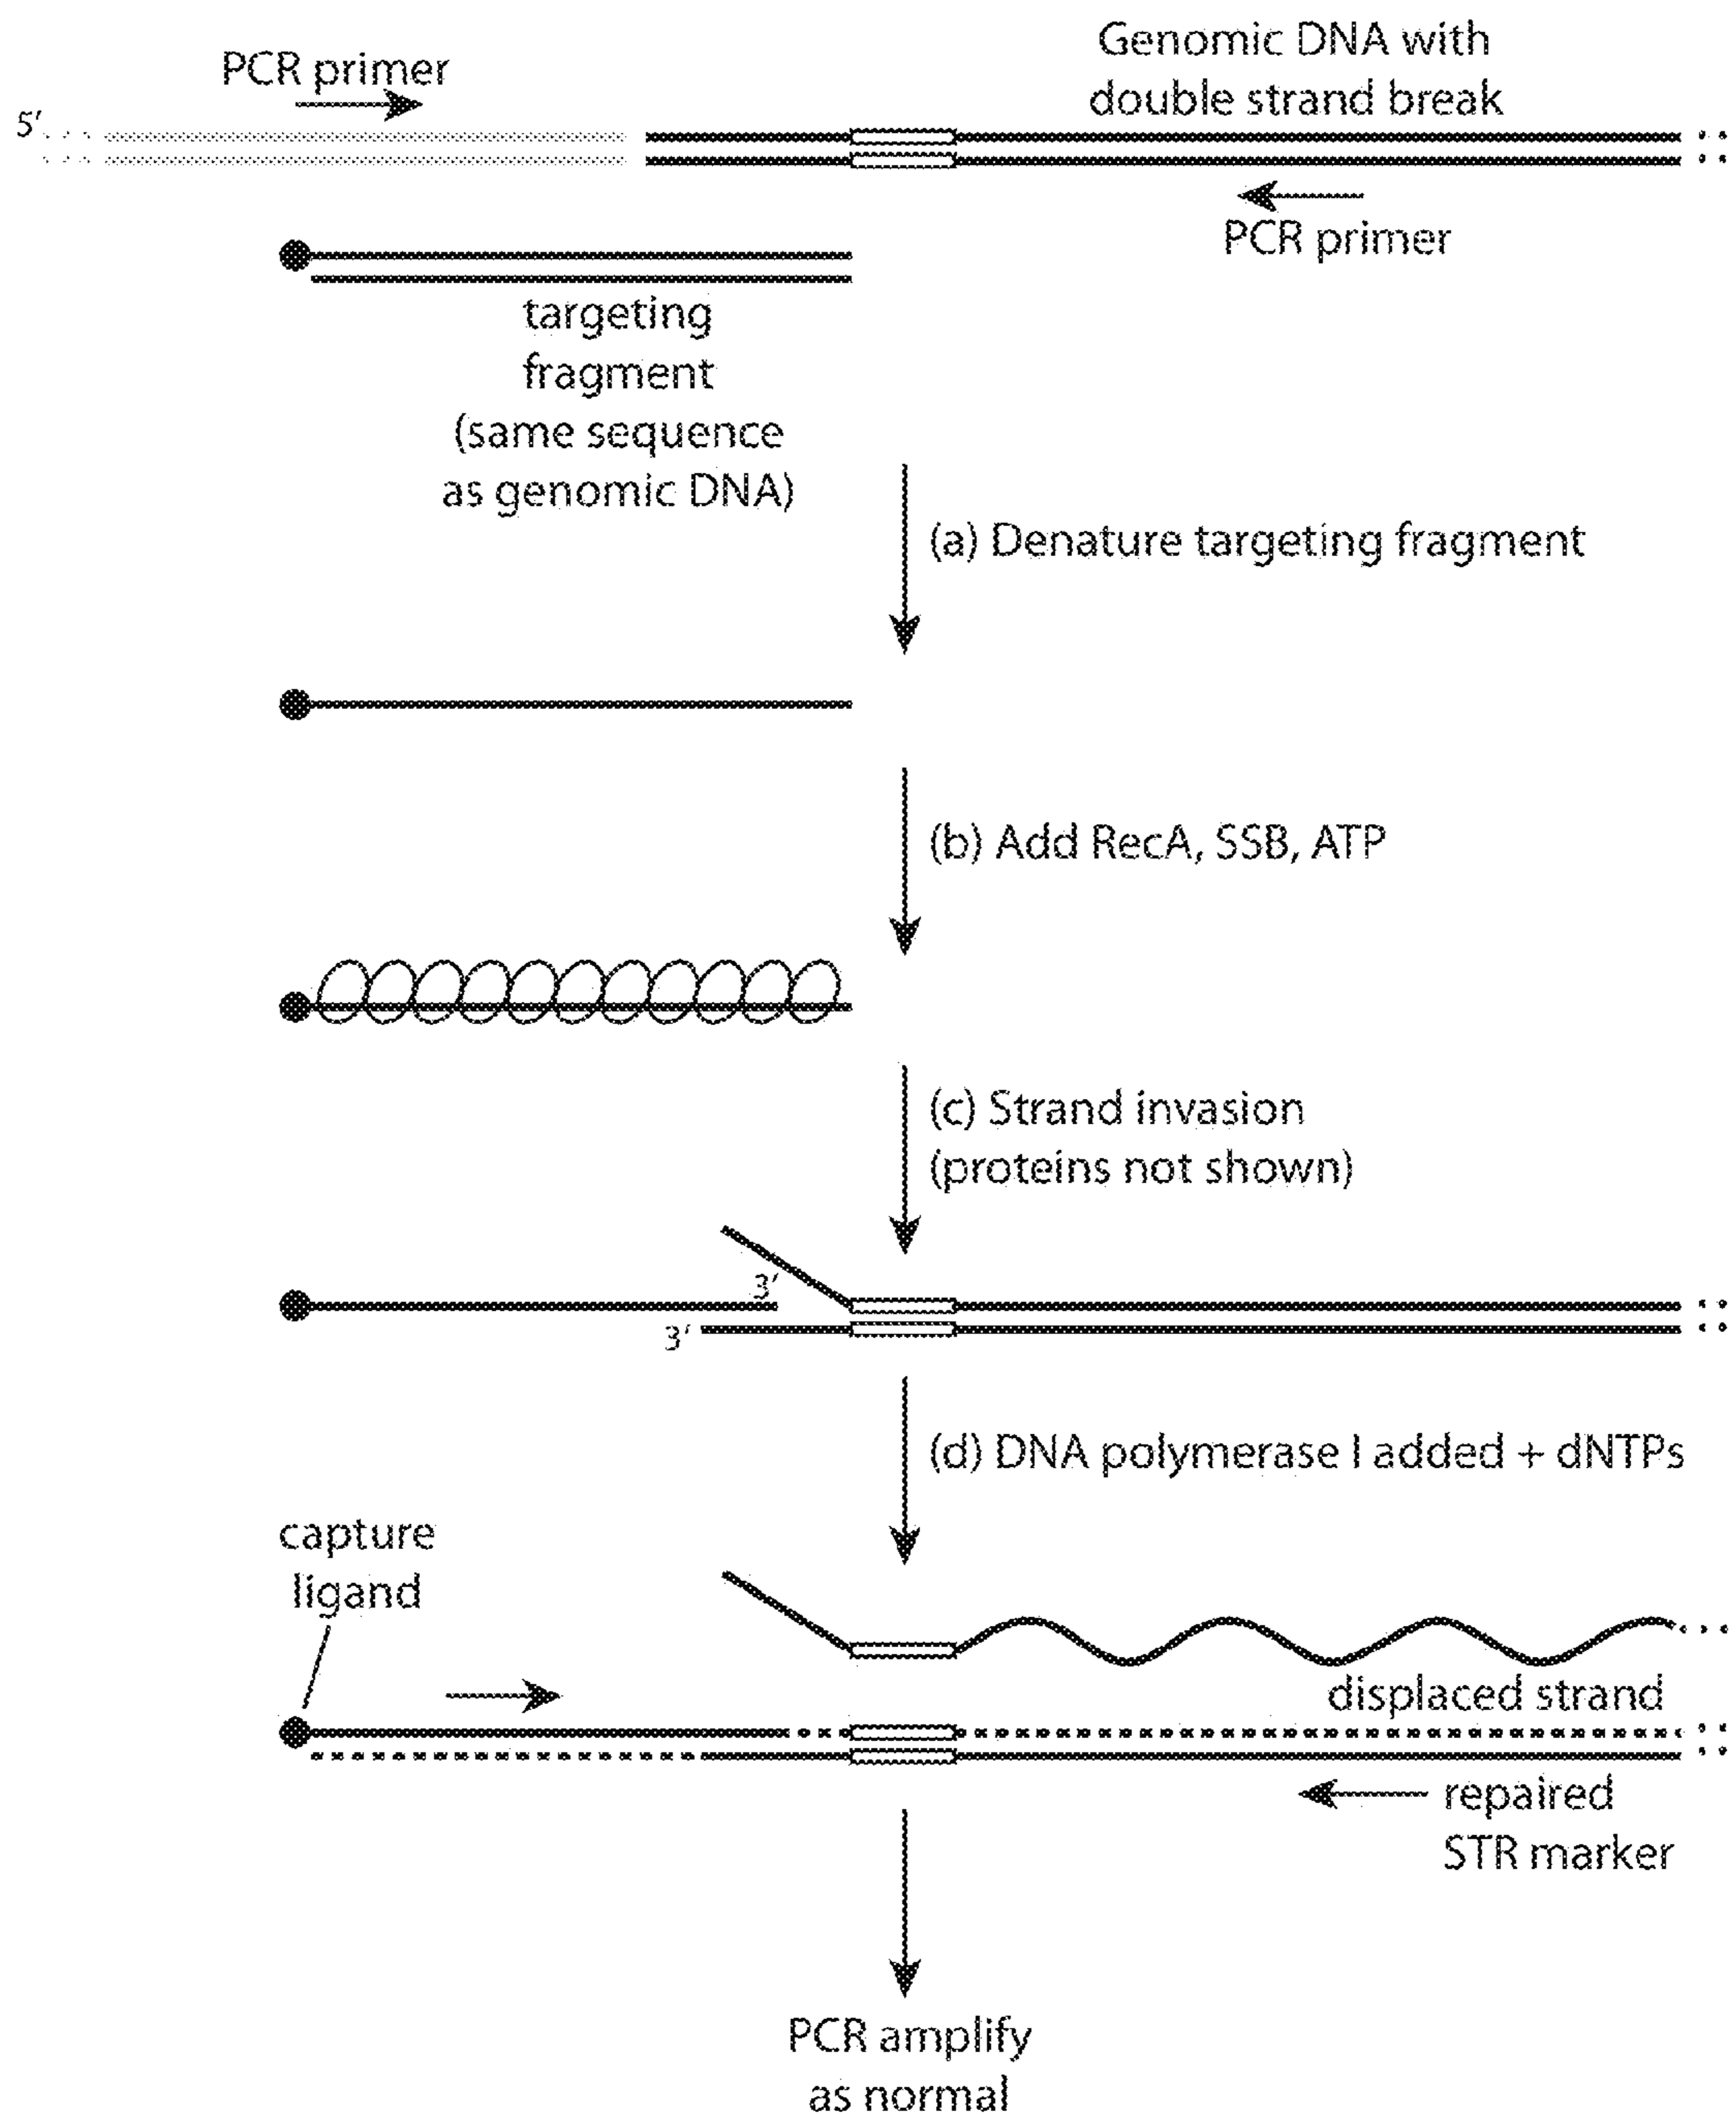 PCR primer
Genomic DNA with
double strand break
5'
PCR primer
targeting
fragment
(same sequence
as genomic DNA)
(a) Denature targeting fragment
(b) Add RecA, SSB, ATP
(c) Strand invasion
(proteins not shown)
3'
3'
(d) DNA polymerase I added + dNTPs
capture
ligand
displaced strand
repaired
STR marker
PCR amplify
as normal